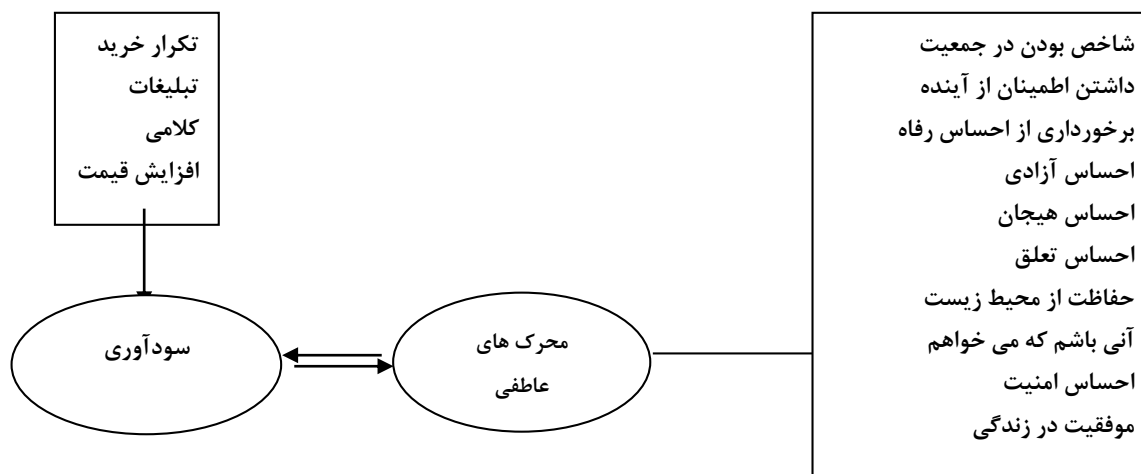 شاخص بودن در جمعیت
داشتن اطمینان از آینده
برخورداری از احساس رفاه
احساس آزادی
احساس هیجان
احساس تعلق
حفاظت از محیط زیست
آنی باشم که می خواهم
احساس امنیت
موفقیت در زندگی
محرک های
عاطفی
تکرار خرید
تبلیغات
کلامی
افزایش قیمت
سودآوری